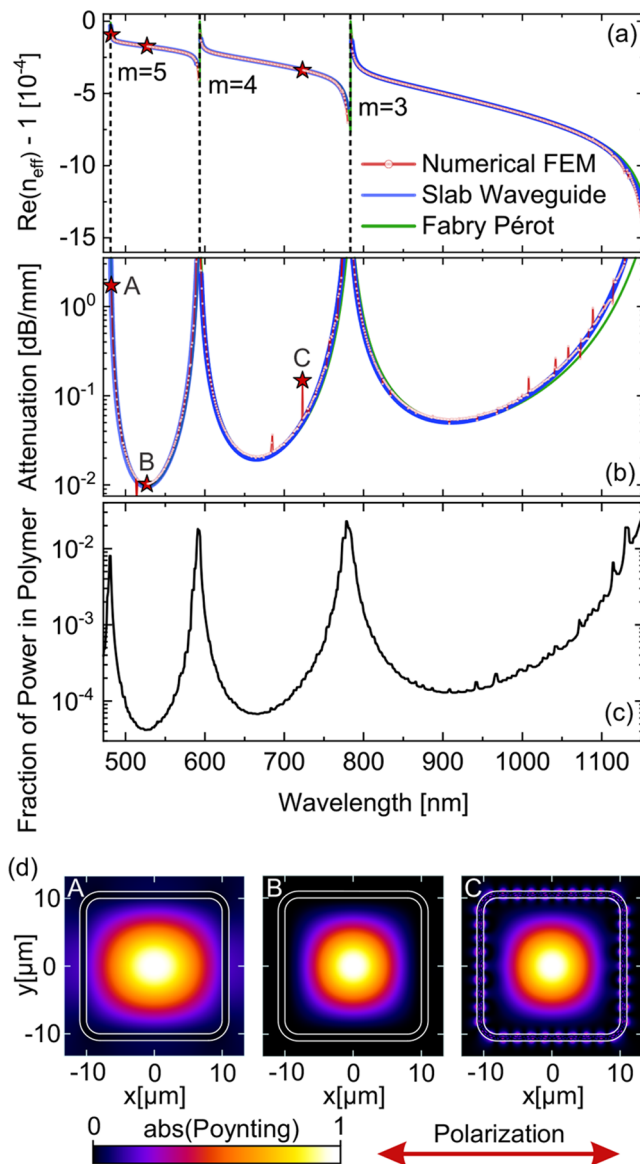 0
-5
-10
-15
Re(n_eff) - 1 [10^-4]
(a)
m=5
m=4
m=3
Numerical FEM
Slab Waveguide
Fabry Pérot
10^0
10^-1
10^-2
Attenuation [dB/mm]
A
B
C
(b)
10^-2
10^-3
10^-4
Fraction of Power in Polymer
(c)
500 600 700 800 900 1000 1100
Wavelength [nm]
(d)
A
B
C
10
0
-10
y[µm]
-10 0 10
-10 0 10
-10 0 10
x[µm]
x[µm]
x[µm]
0
abs(Poynting)
1
Polarization